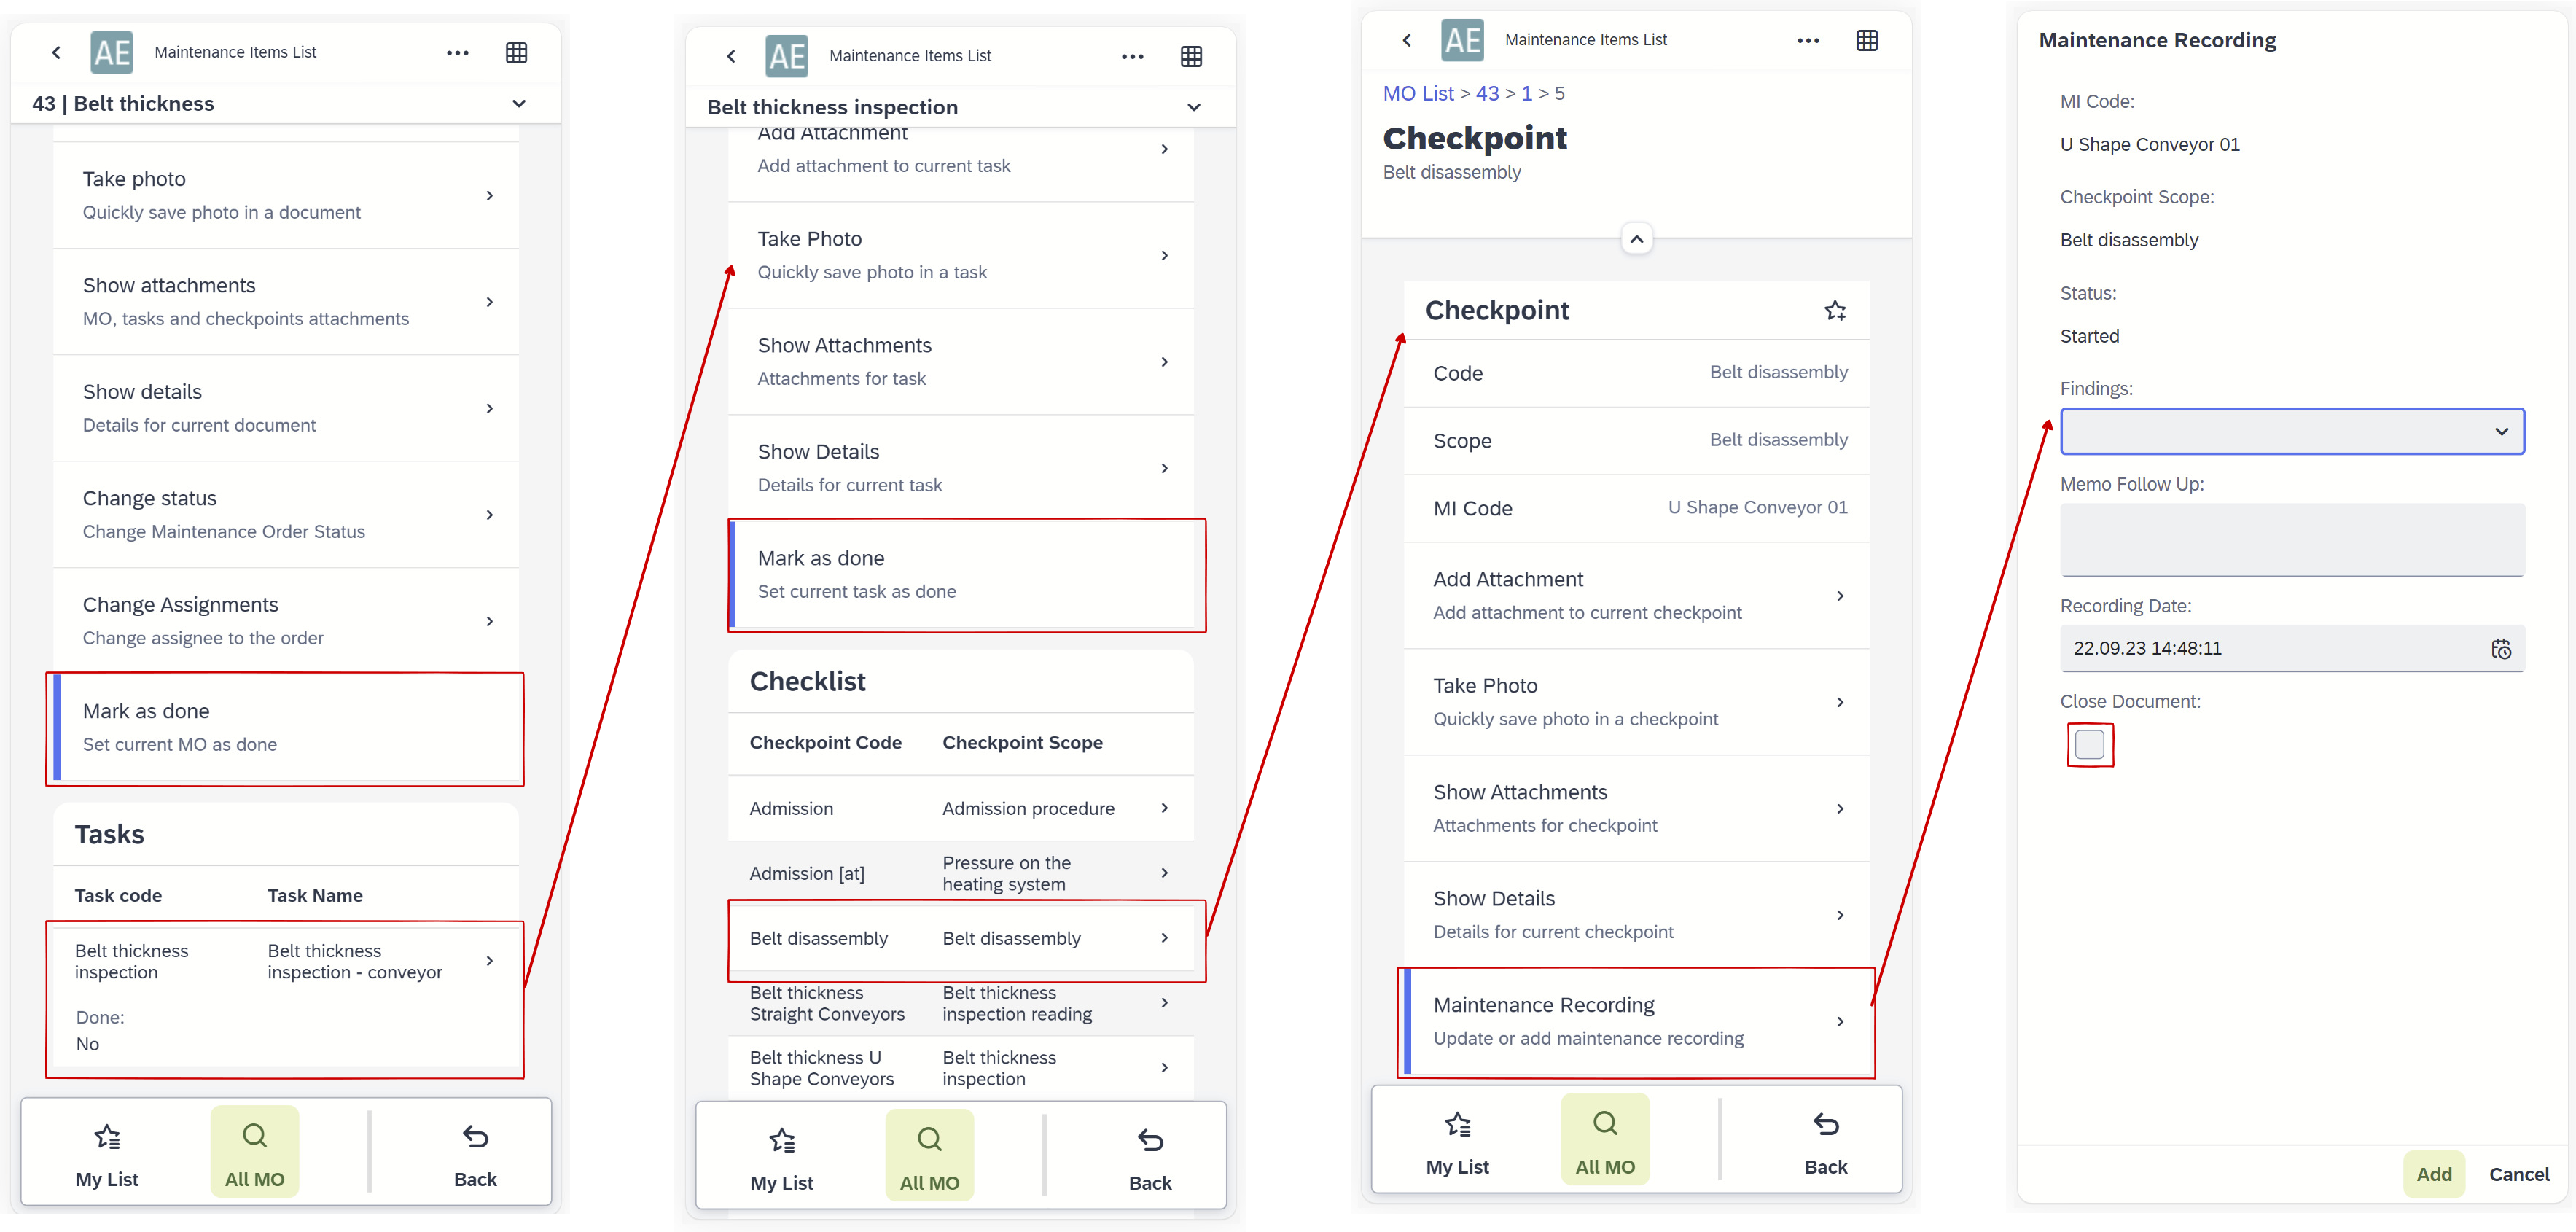 AE Maintenance Items List
43 | Belt thickness
Take photo
Quickly save photo in a document
Show attachments
MO, tasks and checkpoints attachments
Show details
Details for current document
Change status
Change Maintenance Order Status
Change Assignments
Change assignee to the order
Mark as done
Set current MO as done
Tasks
Task code Task Name
Belt thickness Belt thickness
inspection inspection - conveyor
Done:
No
My List All MO Back
AE Maintenance Items List
Belt thickness inspection
Add Attachment
Add attachment to current task
Take Photo
Quickly save photo in a task
Show Attachments
Attachments for task
Show Details
Details for current task
Mark as done
Set current task as done
Checklist
Checkpoint Code Checkpoint Scope
Admission Admission procedure
Admission [at] Pressure on the
heating system
Belt disassembly Belt disassembly
Belt thickness Belt thickness
Straight Conveyors inspection reading
Belt thickness U Belt thickness
Shape Conveyors inspection
My List All MO Back
AE Maintenance Items List
MO List > 43 > 1 > 5
Checkpoint
Belt disassembly
Checkpoint
Code Belt disassembly
Scope Belt disassembly
MI Code U Shape Conveyor 01
Add Attachment
Add attachment to current checkpoint
Take Photo
Quickly save photo in a checkpoint
Show Attachments
Attachments for checkpoint
Show Details
Details for current checkpoint
Maintenance Recording
Update or add maintenance recording
My List All MO Back
Maintenance Recording
MI Code:
U Shape Conveyor 01
Checkpoint Scope:
Belt disassembly
Status:
Started
Findings:
Memo Follow Up:
Recording Date:
22.09.23 14:48:11
Close Document:
Add Cancel